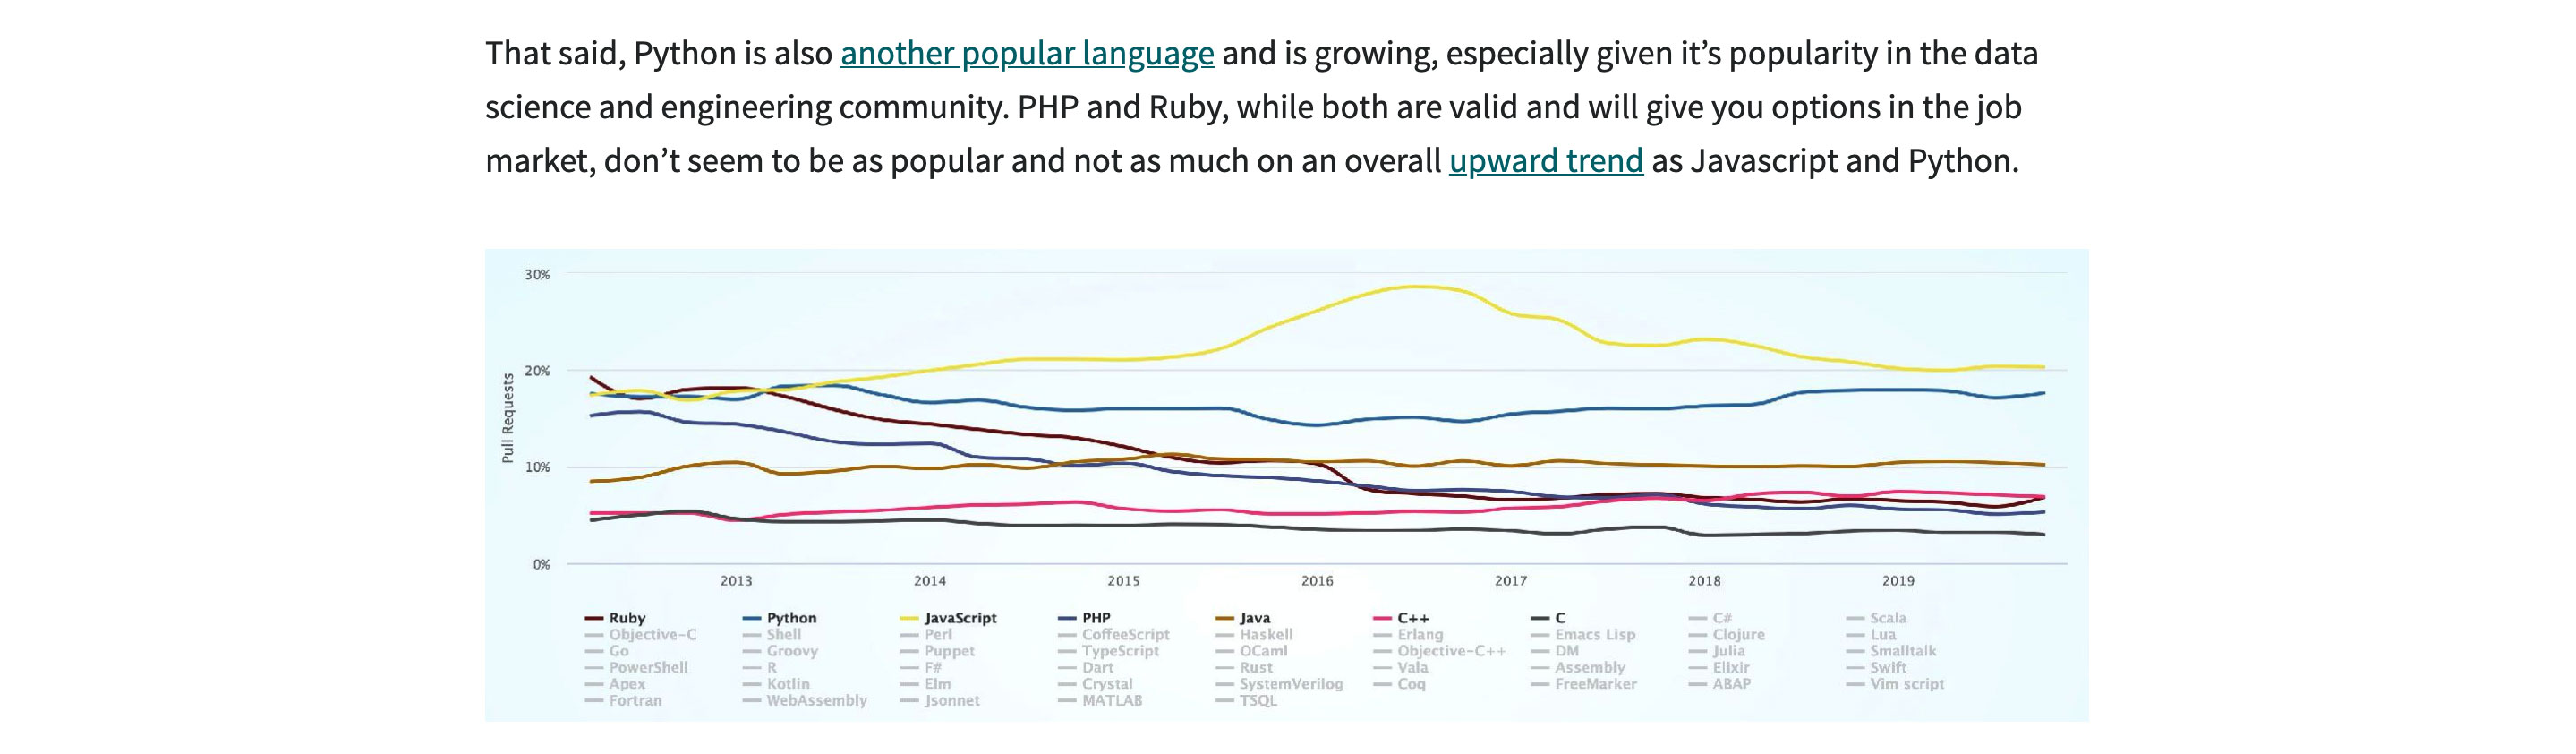 That said, Python is also another popular language and is growing, especially given it’s popularity in the data
science and engineering community. PHP and Ruby, while both are valid and will give you options in the job
market, don’t seem to be as popular and not as much on an overall upward trend as Javascript and Python.
30%
20%
10%
0%
Pull Requests
2013 2014 2015 2016 2017 2018 2019
Ruby Python JavaScript PHP Java C++ C C# Scala
Objective-C Shell Perl CoffeeScript Haskell Erlang Emacs Lisp Clojure Lua
Go Groovy Puppet TypeScript OCaml Objective-C++ DM Julia Smalltalk
PowerShell R F# Dart Rust Vala Assembly Elixir Swift
Apex Kotlin Elm Crystal SystemVerilog Coq FreeMarker ABAP Vim script
Fortran WebAssembly Jsonnet MATLAB TSQL